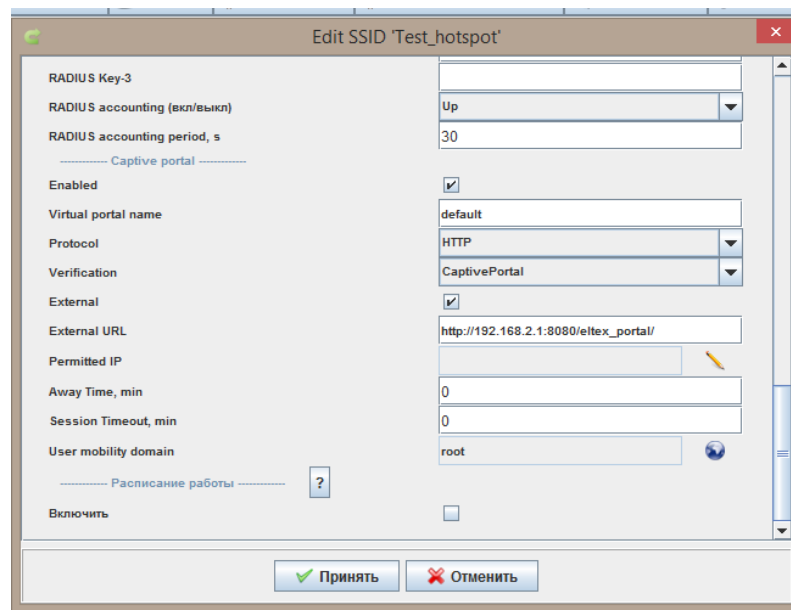 Edit SSID 'Test_hotspot'
RADIUS Key-3
RADIUS accounting (вкл/выкл) Up
RADIUS accounting period, s 30
------------- Captive portal -------------
Enabled
Virtual portal name default
Protocol HTTP
Verification CaptivePortal
External
External URL http://192.168.2.1:8080/eltex_portal/
Permitted IP
Away Time, min 0
Session Timeout, min 0
User mobility domain root
------------- Расписание работы ------------- ?
Включить
Принять Отменить